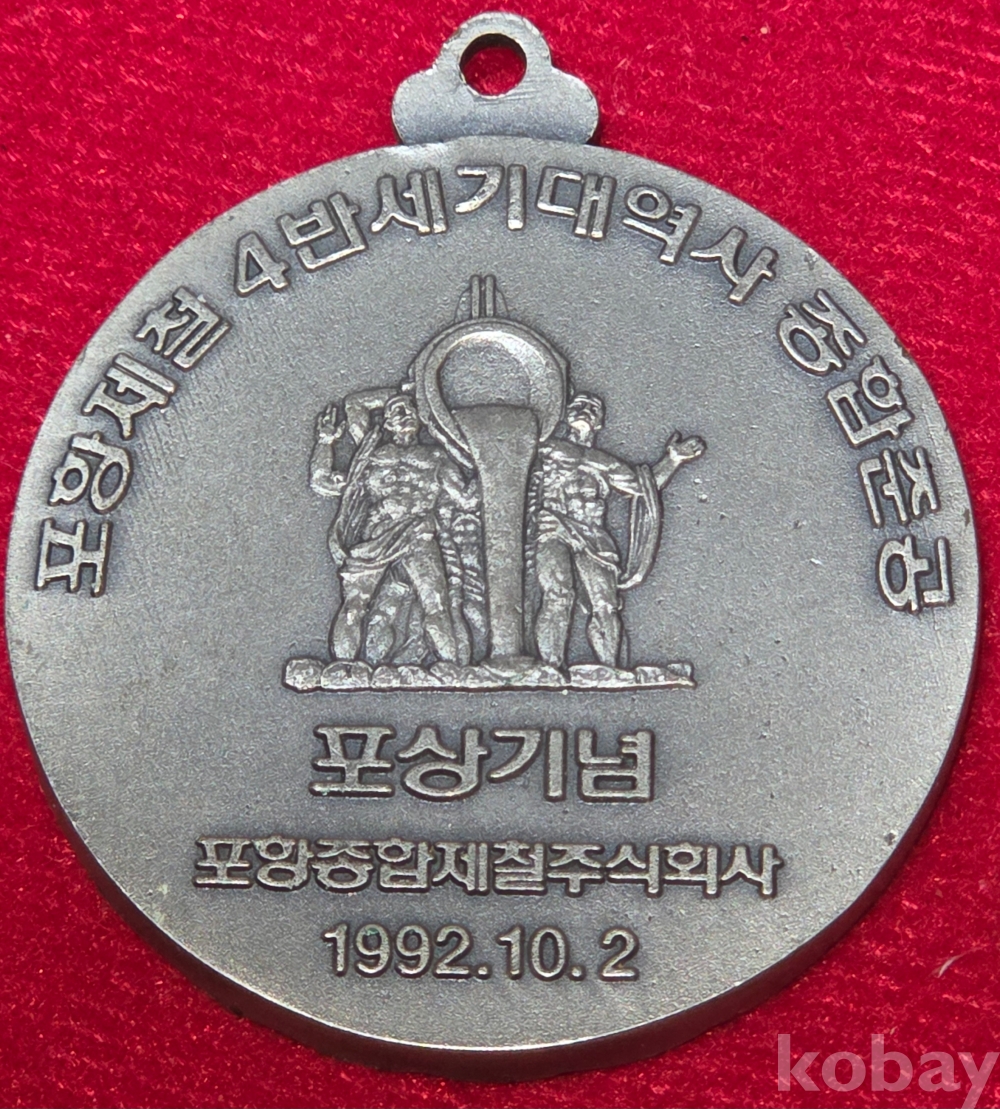 포항제철 4반세기대역사 종합준공
포상기념
포항종합제철주식회사
1992.10.2
kobay